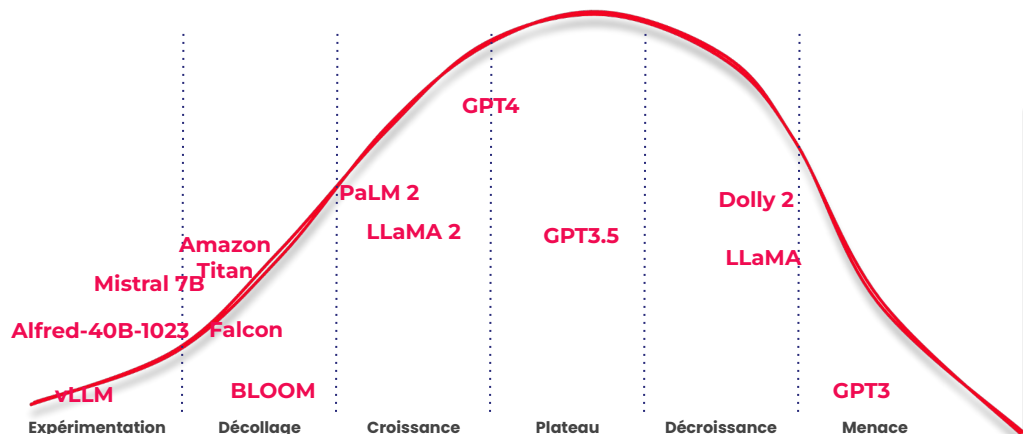 GPT4
PaLM 2
Dolly 2
LLaMA 2
GPT3.5
Amazon
Titan
LLaMA
Mistral 7B
Alfred-40B-1023
Falcon
vLLM
BLOOM
GPT3
Expérimentation
Décollage
Croissance
Plateau
Décroissance
Menace